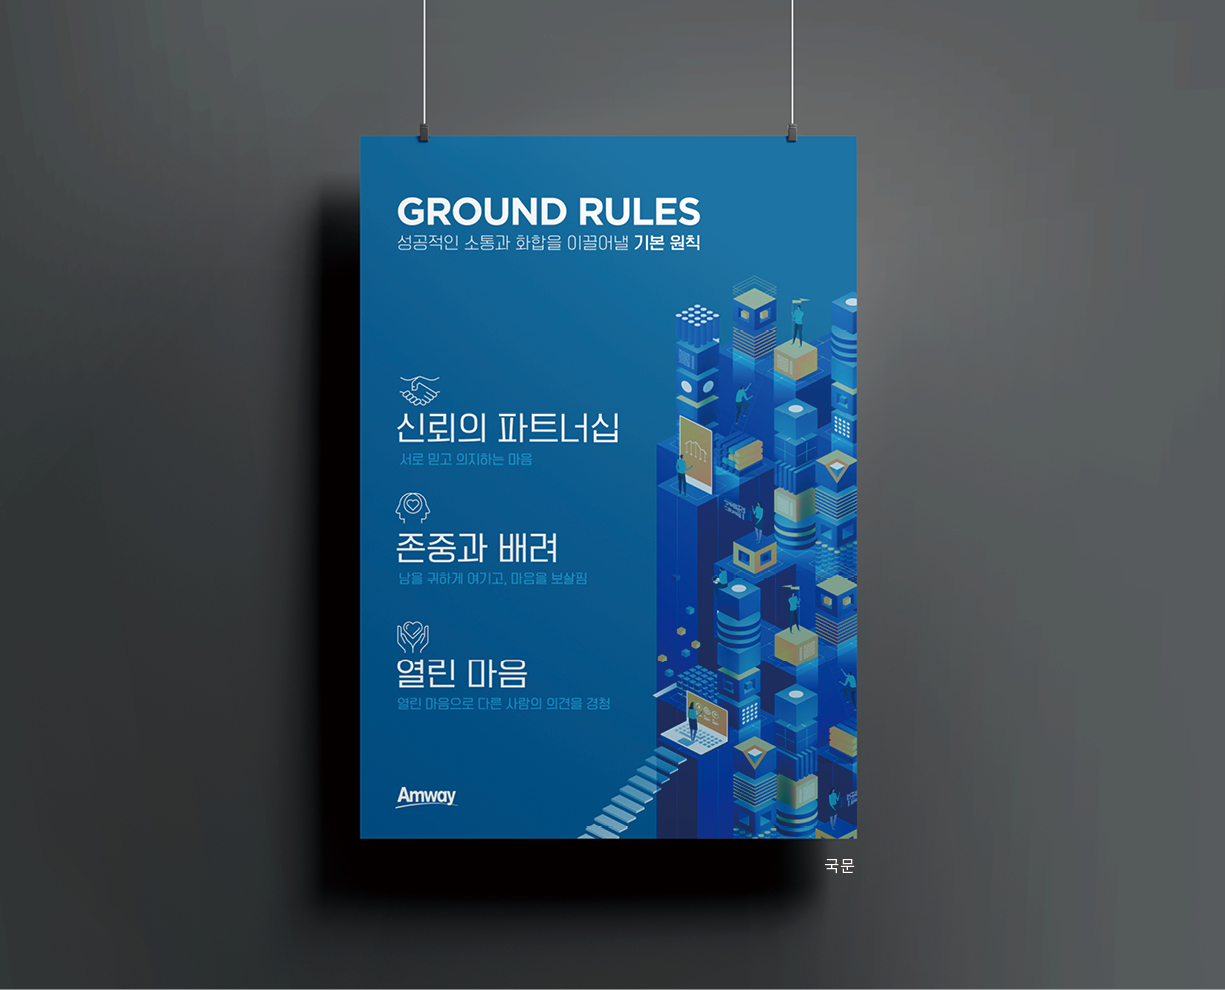 GROUND RULES
성공적인 소통과 화합을 이끌어낼 기본 원칙
신뢰의 파트너십
서로 믿고 의지하는 마음
존중과 배려
남을 귀하게 여기고, 마음을 보살핌
열린 마음
열린 마음으로 다른 사람의 의견을 경청
Amway
국문